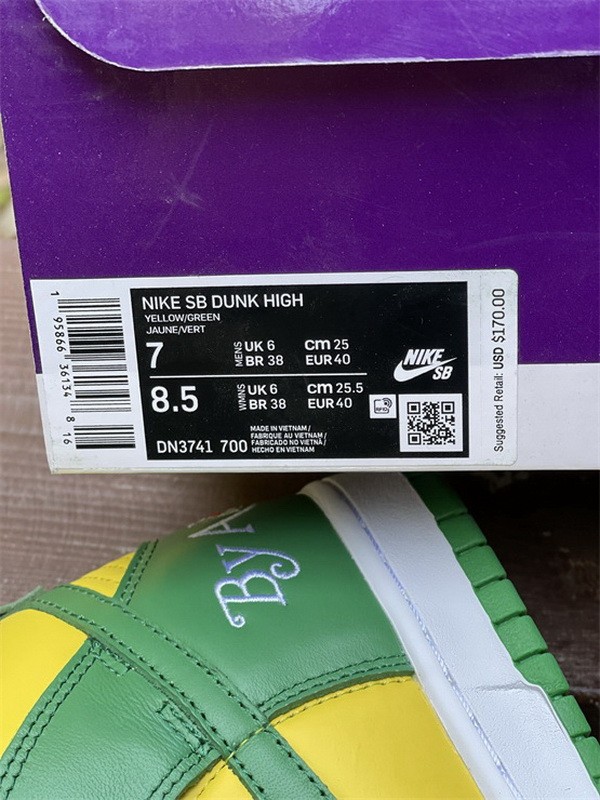 NIKE SB DUNK HIGH
YELLOW/GREEN
JAUNE/VERT
7 MENS UK 6 cm 25
BR 38 EUR 40
8.5 WMNS UK 6 cm 25.5
BR 38 EUR 40
DN3741 700
MADE IN VIETNAM /
FABRIQUE AU VIETNAM /
FABRICADO NO VIETNÃ /
HECHO EN VIETNAM
NIKE
SB
RFID
Suggested Retail: USD $170.00
1 95866 36134 8 16
By A